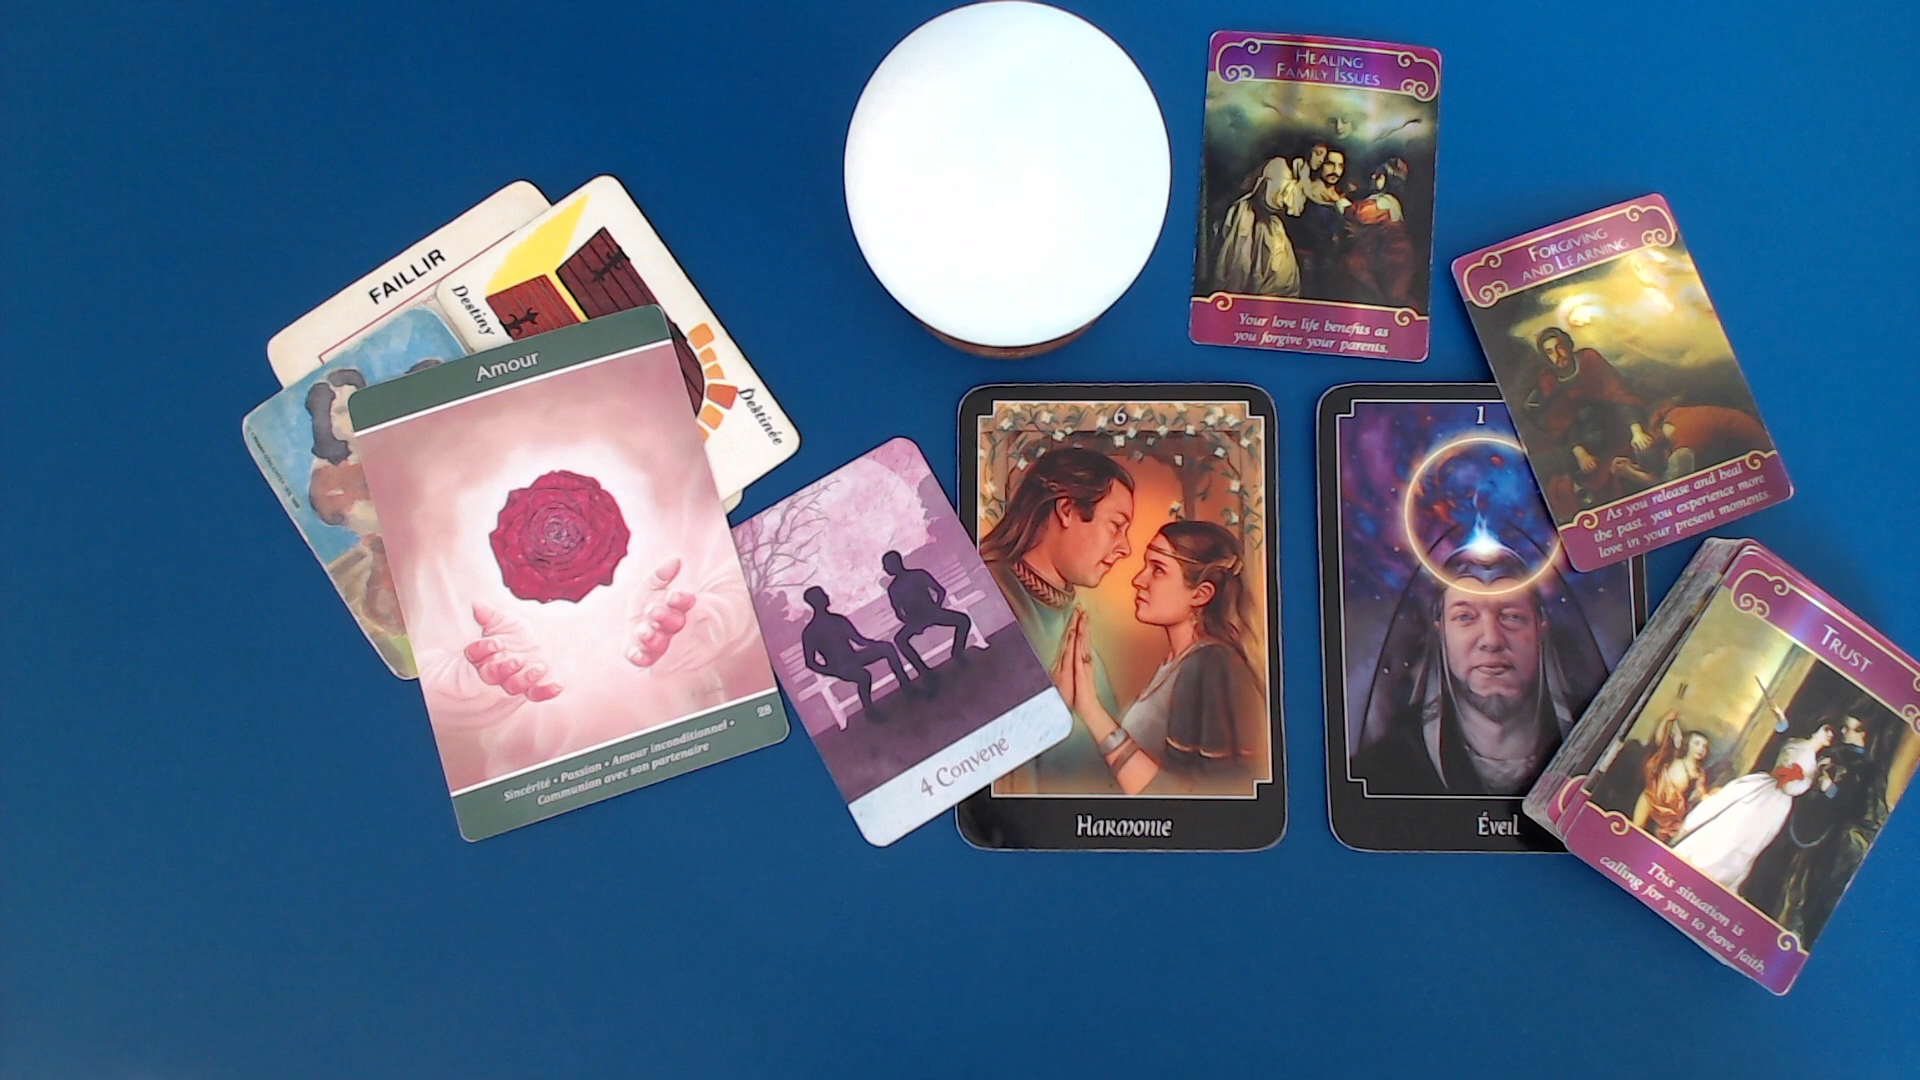 FAILLIR
Destiny
Destinée
Amour
28
Sincérité • Passion • Amour inconditionnel •
Communion avec son partenaire
4 Convene
6
Harmonie
1
Éveil
Healing
Family Issues
Your love life benefits as
you forgive your parents.
Forgiving
and Learning
As you release and heal
the past, you experience more
love in your present moments.
Trust
This situation is
calling for you to have faith.